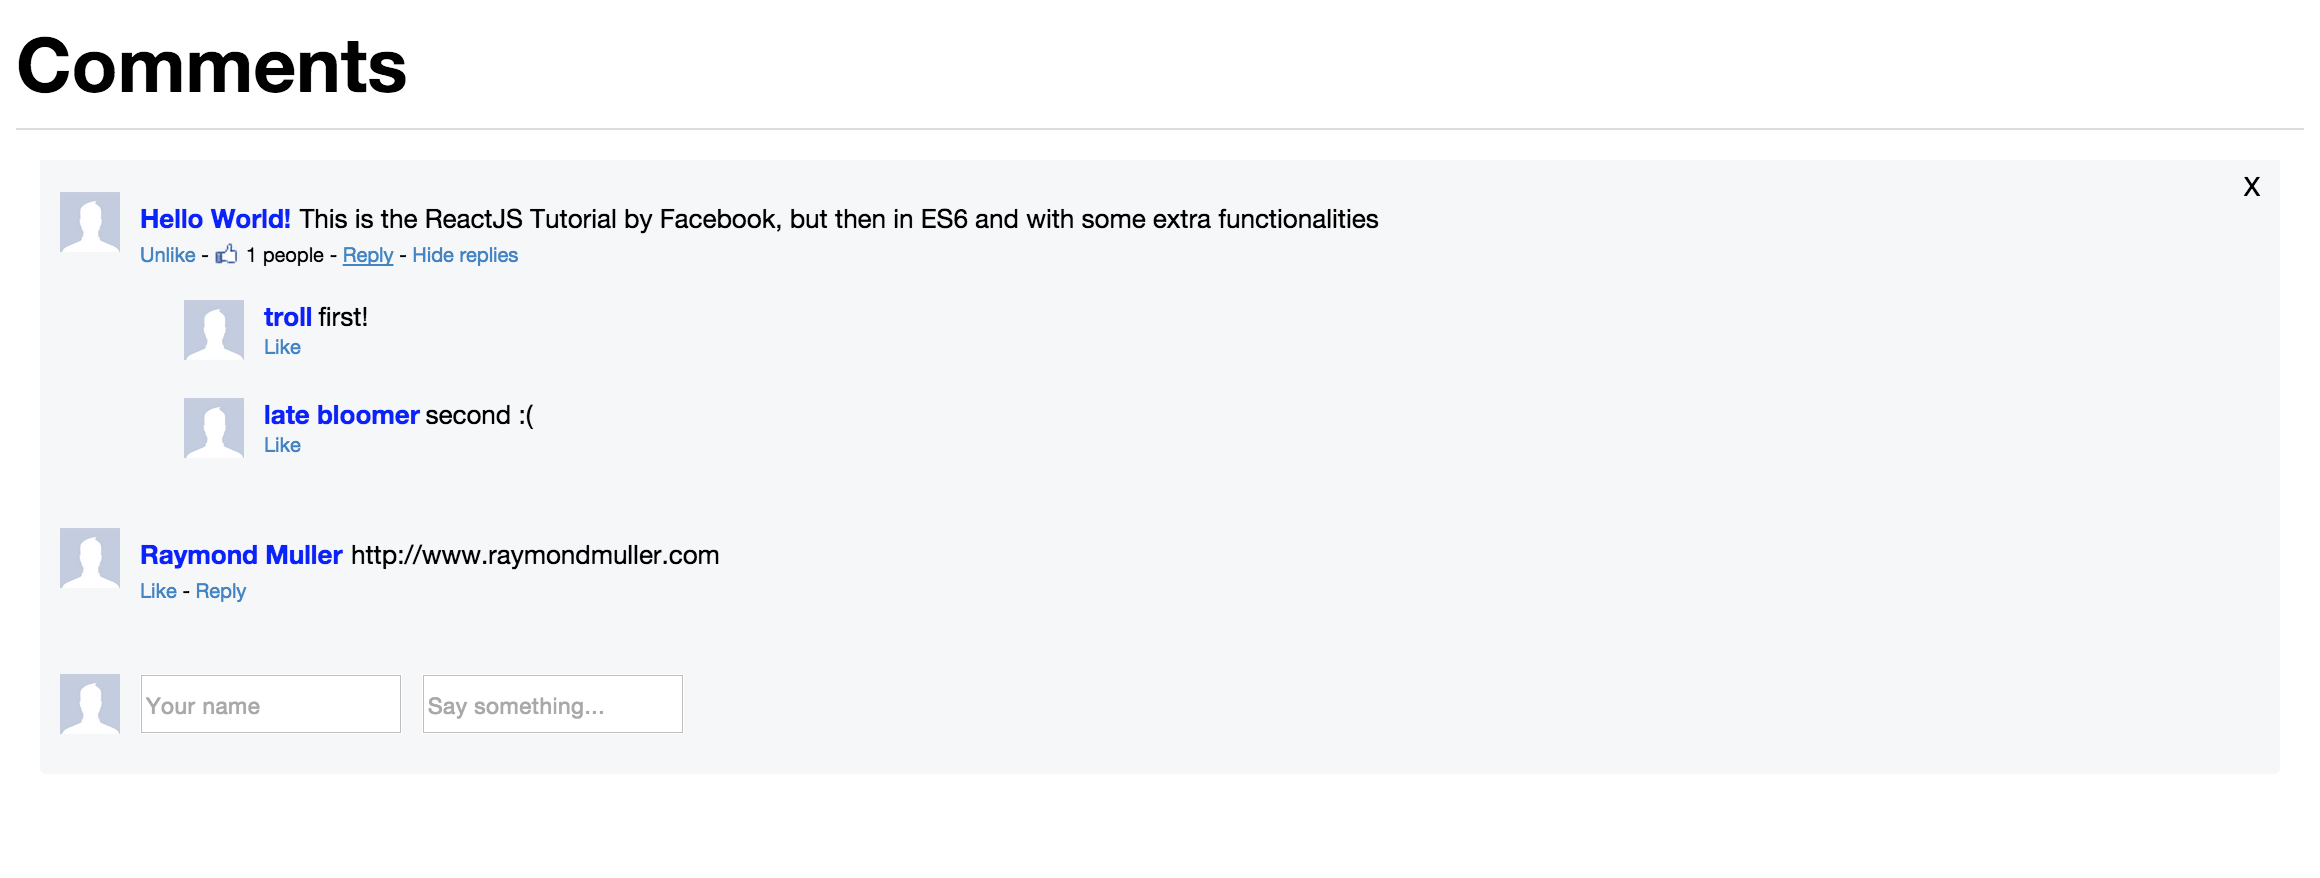 Comments
X
Hello World! This is the ReactJS Tutorial by Facebook, but then in ES6 and with some extra functionalities
Unlike - 1 people - Reply - Hide replies
troll first!
Like
late bloomer second :(
Like
Raymond Muller http://www.raymondmuller.com
Like - Reply
Your name
Say something...